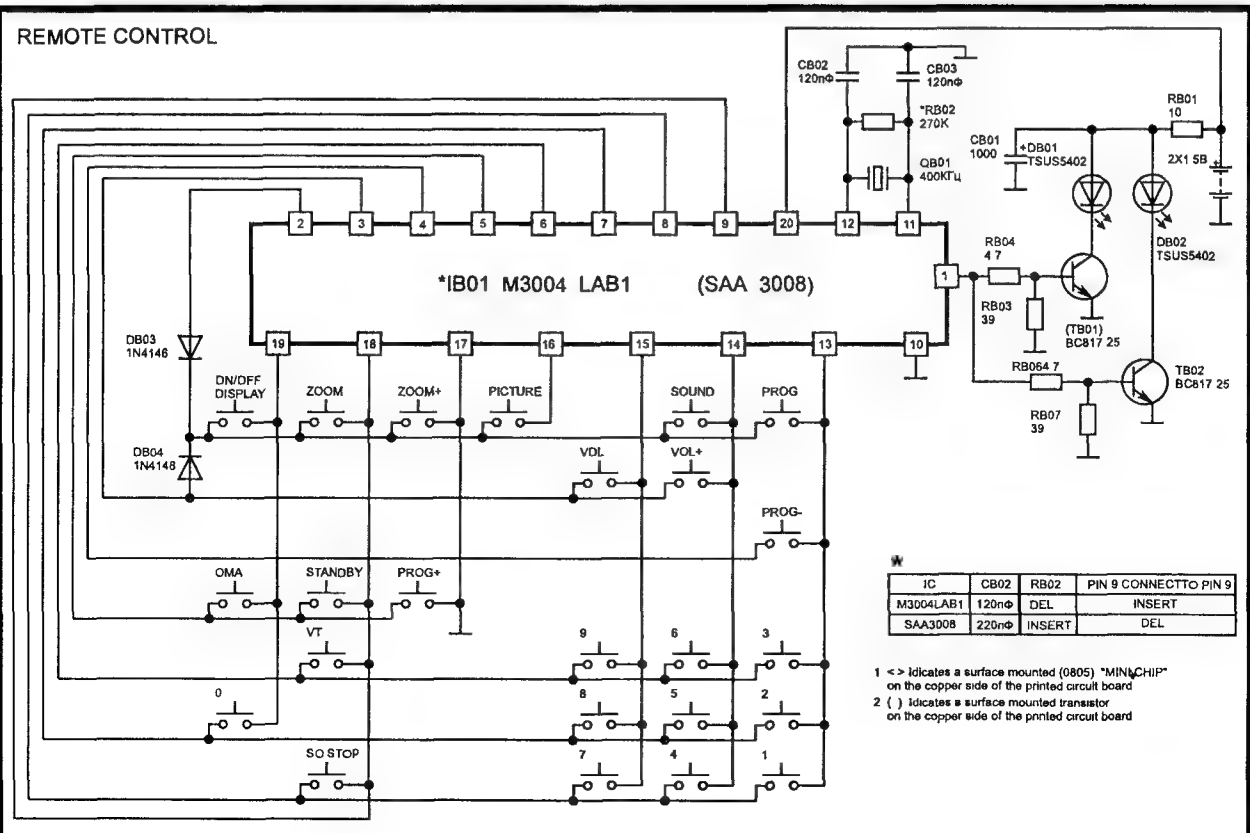 REMOTE CONTROL
CB02
120пФ
CB03
120пФ
*RB02
270K
QB01
400КГц
CB01
1000
+DB01
TSUS5402
RB01
10
2X1 5B
+
2
3
4
5
6
7
8
9
20
12
11
*IB01 M3004 LAB1 (SAA 3008)
1
RB04
4 7
RB03
39
(TB01)
BC817 25
DB02
TSUS5402
RB064 7
RB07
39
TB02
BC817 25
19
18
17
16
15
14
13
10
DB03
1N4146
DB04
1N4148
DN/DFF
DISPLAY
ZOOM
ZOOM+
PICTURE
SOUND
PROG
VDL
VOL+
PROG-
OMA
STANDBY
PROG+
VT
9
6
3
0
8
5
2
SO STOP
7
4
1
*
IC CB02 RB02 PIN 9 CONNECTTO PIN 9
M3004LAB1 120пФ DEL INSERT
SAA3008 220пФ INSERT DEL
1 < > Idicates a surface mounted (0805) "MINI CHIP"
on the copper side of the printed circuit board
2 ( ) Idicates a surface mounted transistor
on the copper side of the printed circuit board